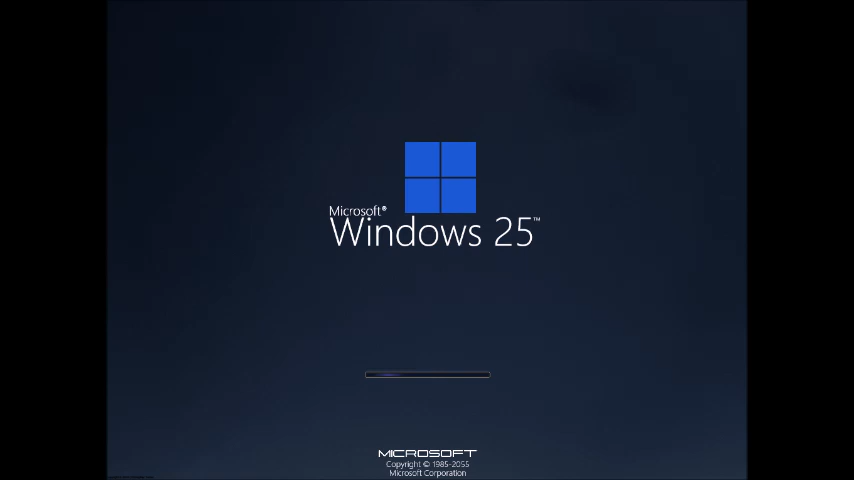 Microsoft®
Windows 25™
MICROSOFT
Copyright © 1985-2055
Microsoft Corporation